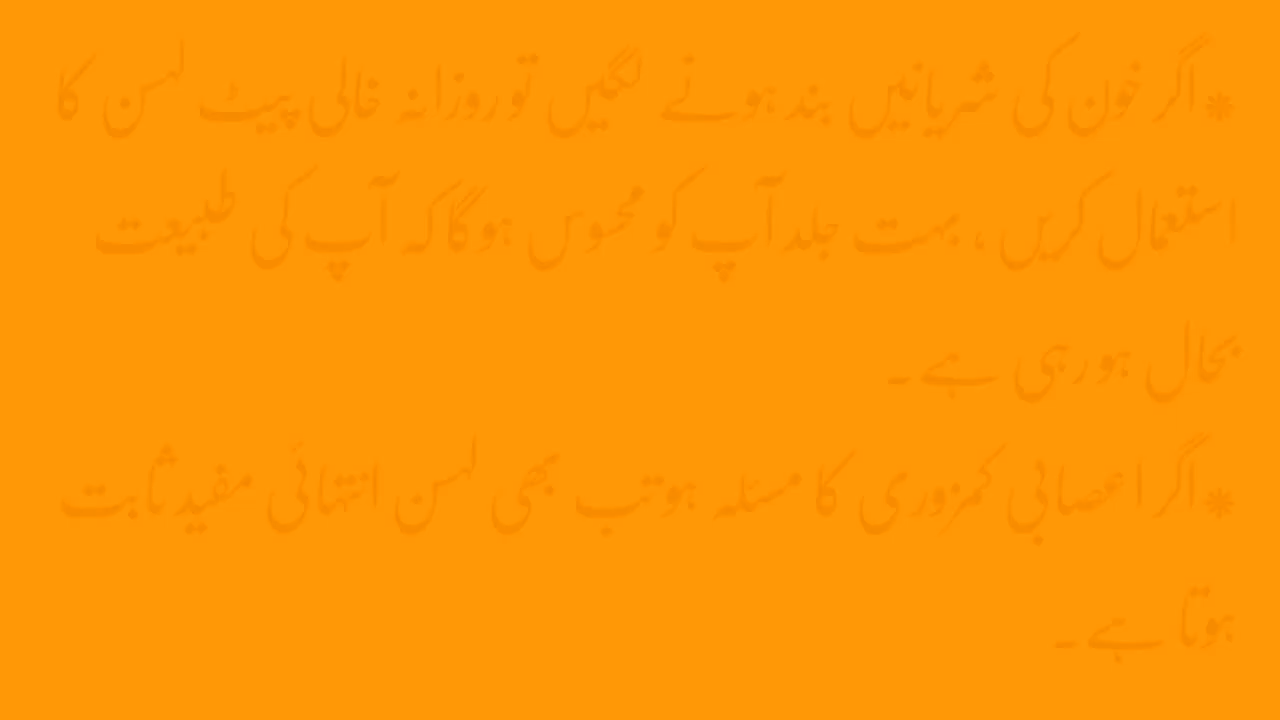 *اگر خون کی شریانیں بند ہونے لگیں تو روزانہ خالی پیٹ لہسن کا
استعمال کریں ، بہت جلد آپ کو محسوس ہوگا کہ آپ کی طبیعت
بحال ہورہی ہے ۔
*اگر اعصابی کمزوری کا مسئلہ ہو تب بھی لہسن انتہائی مفید ثابت
ہوتا ہے ۔